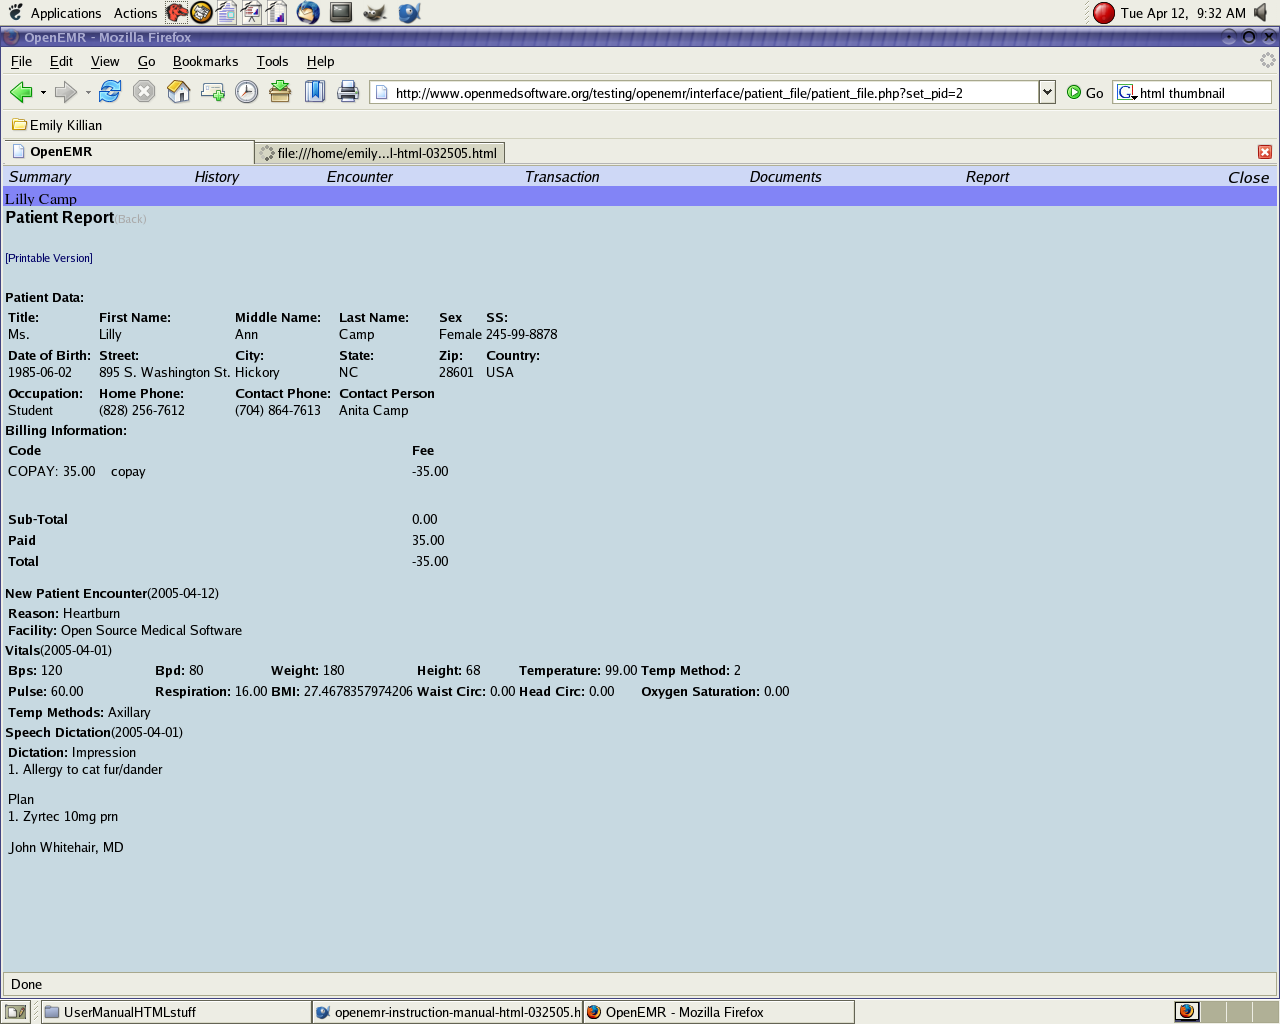 Applications Actions Tue Apr 12, 9:32 AM
OpenEMR - Mozilla Firefox
File Edit View Go Bookmarks Tools Help
http://www.openmedsoftware.org/testing/openemr/interface/patient_file/patient_file.php?set_pid=2 Go G html thumbnail
Emily Killian
OpenEMR file:///home/emily...l-html-032505.html
Summary History Encounter Transaction Documents Report Close
Lilly Camp
Patient Report(Back)
[Printable Version]
Patient Data:
Title: First Name: Middle Name: Last Name: Sex SS:
Ms. Lilly Ann Camp Female 245-99-8878
Date of Birth: Street: City: State: Zip: Country:
1985-06-02 895 S. Washington St. Hickory NC 28601 USA
Occupation: Home Phone: Contact Phone: Contact Person
Student (828) 256-7612 (704) 864-7613 Anita Camp
Billing Information:
Code Fee
COPAY: 35.00 copay -35.00
Sub-Total 0.00
Paid 35.00
Total -35.00
New Patient Encounter(2005-04-12)
Reason: Heartburn
Facility: Open Source Medical Software
Vitals(2005-04-01)
Bps: 120 Bpd: 80 Weight: 180 Height: 68 Temperature: 99.00 Temp Method: 2
Pulse: 60.00 Respiration: 16.00 BMI: 27.4678357974206 Waist Circ: 0.00 Head Circ: 0.00 Oxygen Saturation: 0.00
Temp Methods: Axillary
Speech Dictation(2005-04-01)
Dictation: Impression
1. Allergy to cat fur/dander
Plan
1. Zyrtec 10mg prn
John Whitehair, MD
Done
UserManualHTMLstuff openemr-instruction-manual-html-032505.h OpenEMR - Mozilla Firefox